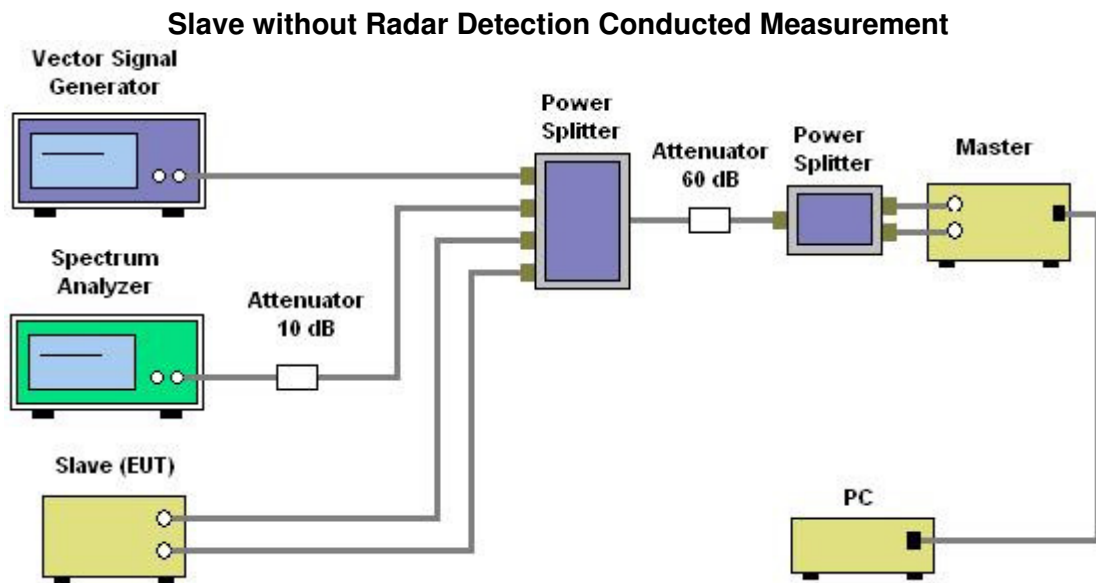 Slave without Radar Detection Conducted Measurement
Vector Signal
Generator
Power
Splitter
Attenuator
60 dB
Power
Splitter
Master
Spectrum
Analyzer
Attenuator
10 dB
Slave (EUT)
PC